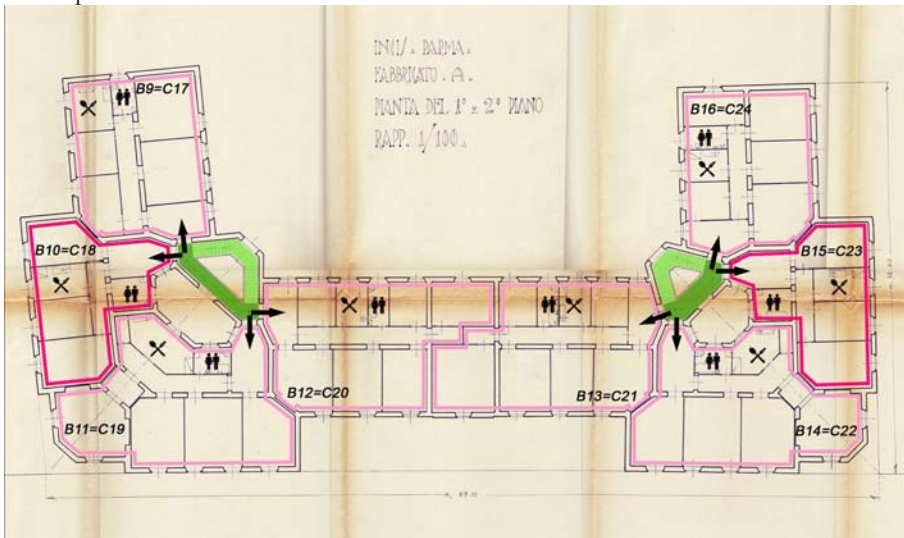 INCIS. PARMA.
FABBRICATO. A.
PIANTA DEL 1° e 2° PIANO
RAPP. 1/100.
B9=C17
B16=C24
B10=C18
B15=C23
B12=C20
B13=C21
B11=C19
B14=C22